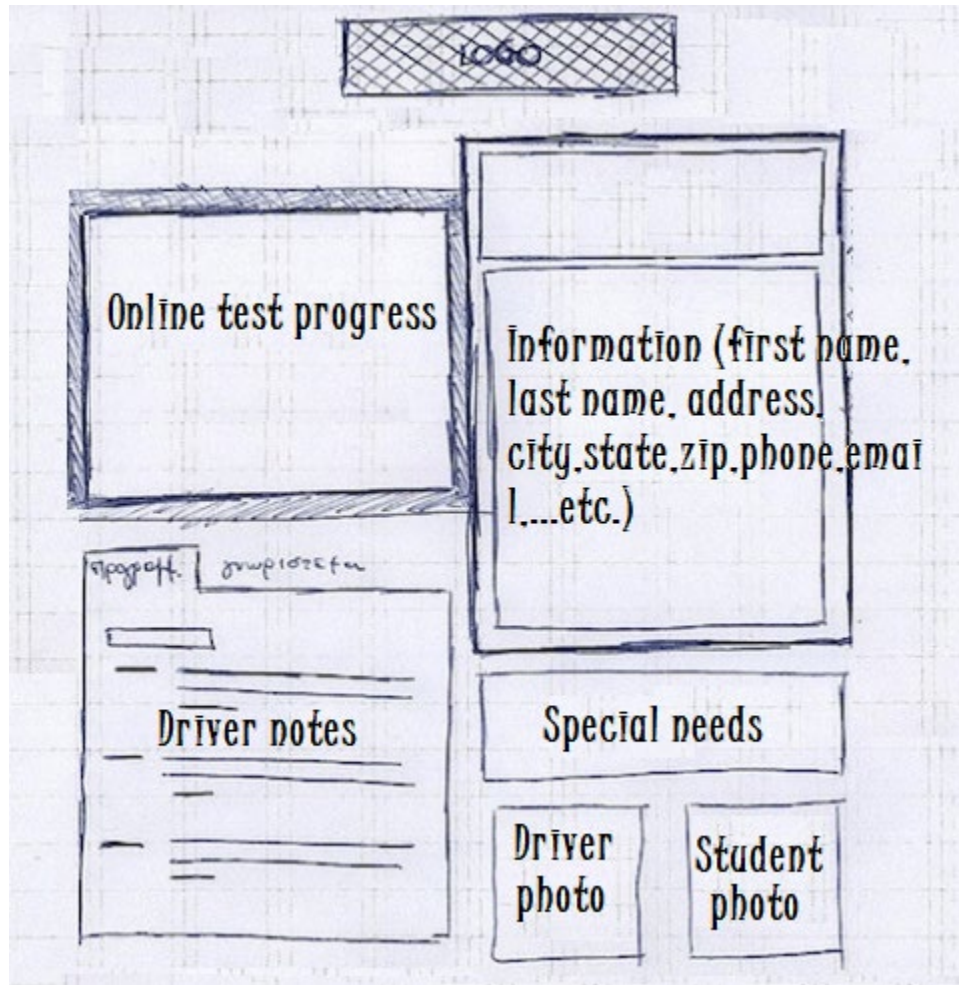 LOGO
Online test progress
Information (first name,
last name, address,
city,state,zip,phone,emai
l,...etc.)
Driver notes
Special needs
Driver
photo
Student
photo